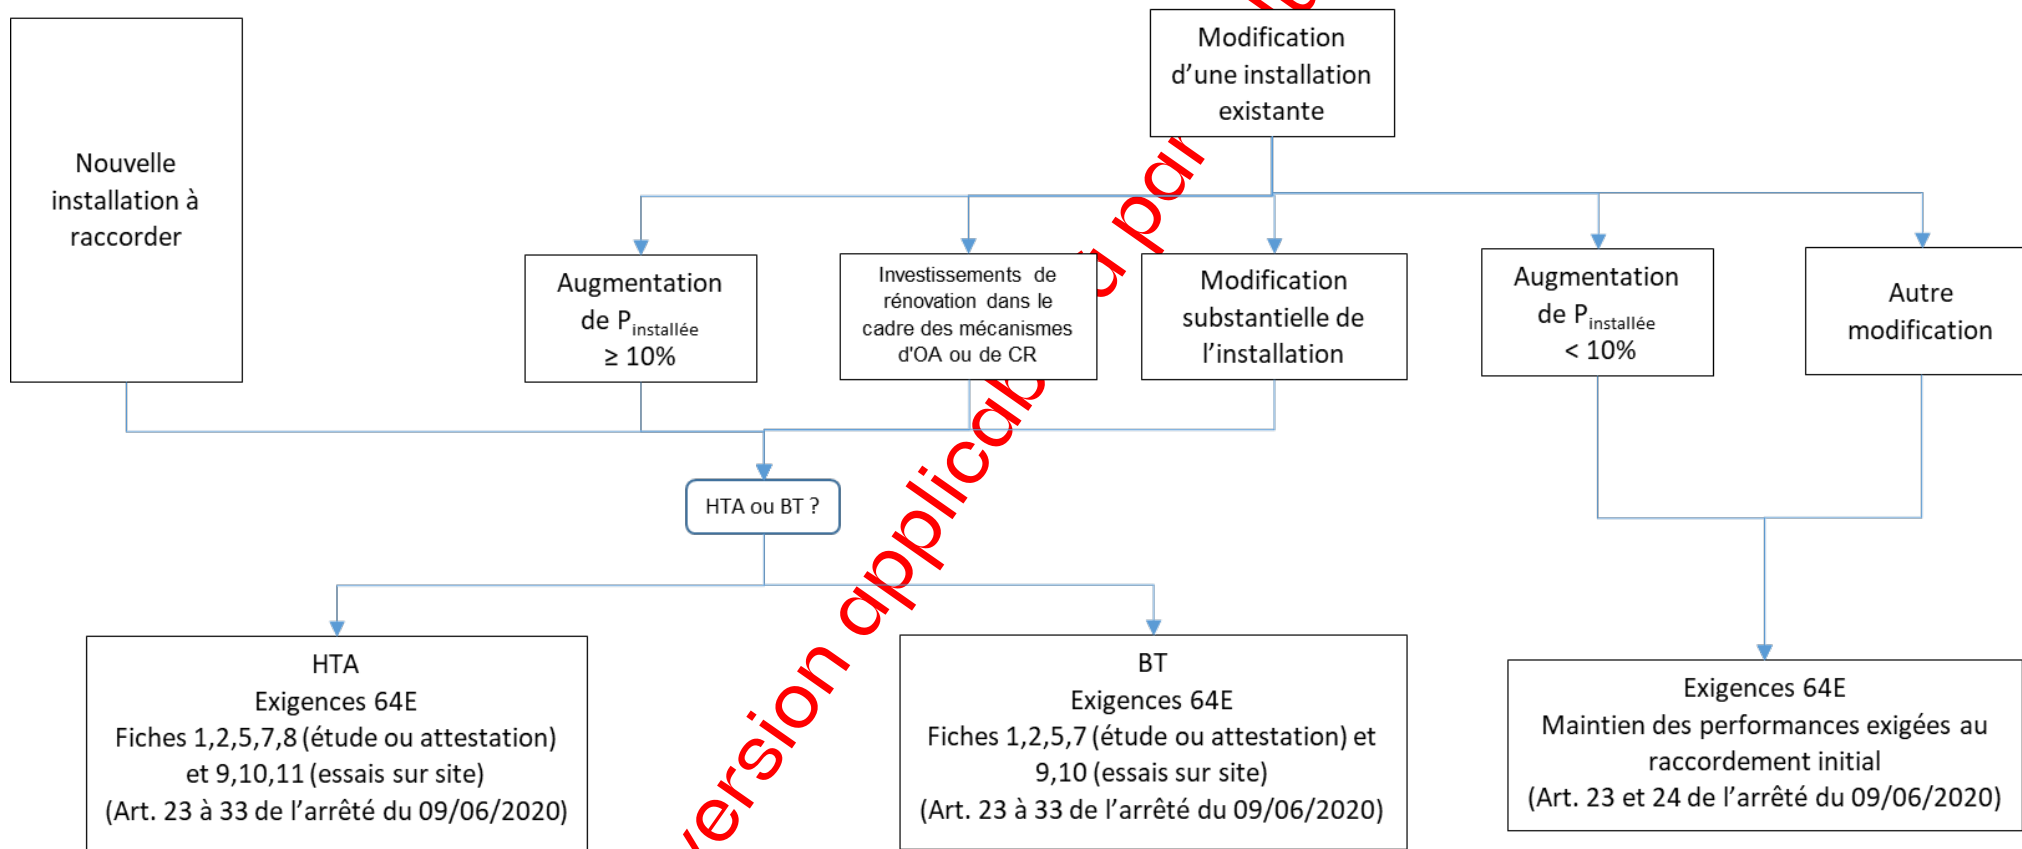 Nouvelle
installation à
raccorder
Modification
d’une installation
existante
Augmentation
de Pinstallée
≥ 10%
Investissements de
rénovation dans le
cadre des mécanismes
d'OA ou de CR
Modification
substantielle de
l’installation
Augmentation
de Pinstallée
< 10%
Autre
modification
HTA ou BT ?
HTA
Exigences 64E
Fiches 1,2,5,7,8 (étude ou attestation)
et 9,10,11 (essais sur site)
(Art. 23 à 33 de l’arrêté du 09/06/2020)
BT
Exigences 64E
Fiches 1,2,5,7 (étude ou attestation) et
9,10 (essais sur site)
(Art. 23 à 33 de l’arrêté du 09/06/2020)
Exigences 64E
Maintien des performances exigées au
raccordement initial
(Art. 23 et 24 de l’arrêté du 09/06/2020)